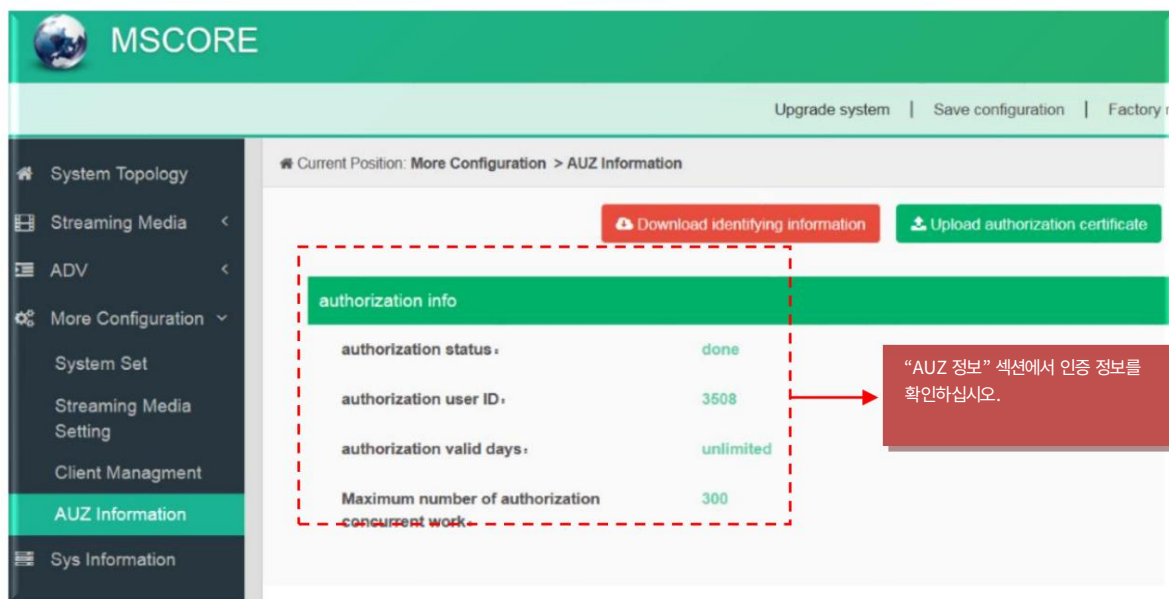 MSCORE
Upgrade system | Save configuration | Factory
System Topology
Streaming Media
ADV
More Configuration
System Set
Streaming Media
Setting
Client Managment
AUZ Information
Sys Information
Current Position: More Configuration > AUZ Information
Download identifying information
Upload authorization certificate
authorization info
authorization status: done
authorization user ID: 3508
authorization valid days: unlimited
Maximum number of authorization 300
concurrent work:
“AUZ 정보” 섹션에서 인증 정보를
확인하십시오.